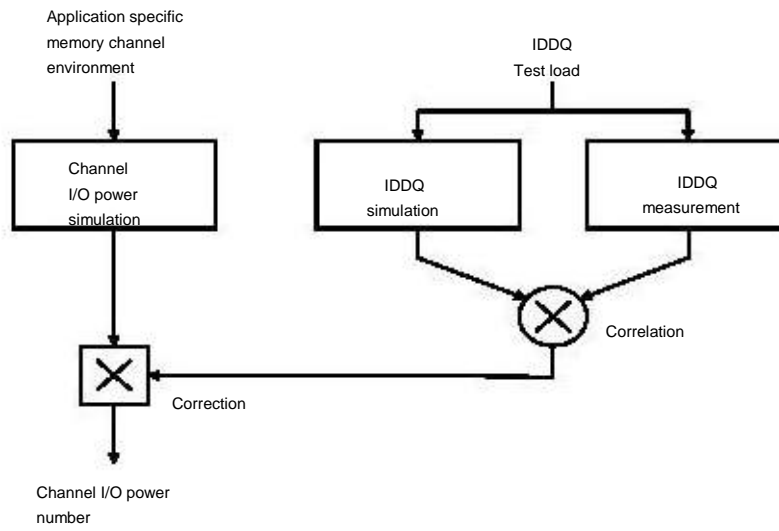 Application specific
memory channel
environment
IDDQ
Test load
Channel
I/O power
simulation
IDDQ
simulation
IDDQ
measurement
Correlation
Correction
Channel I/O power
number